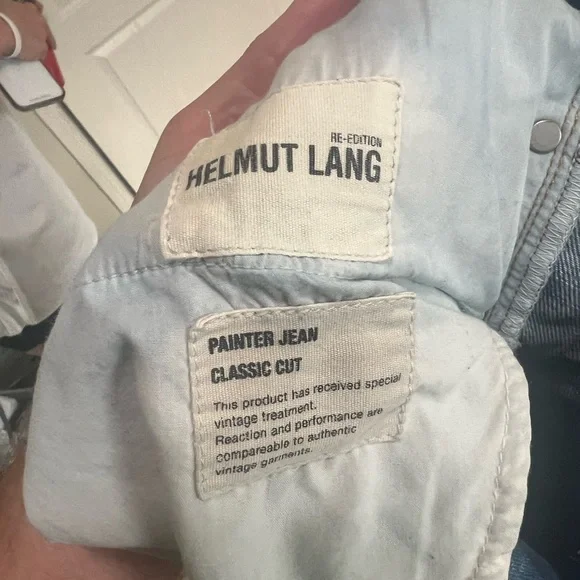 RE-EDITION
HELMUT LANG
PAINTER JEAN
CLASSIC CUT
This product has received special
vintage treatment.
Reaction and performance are
compareable to authentic
vintage garments.